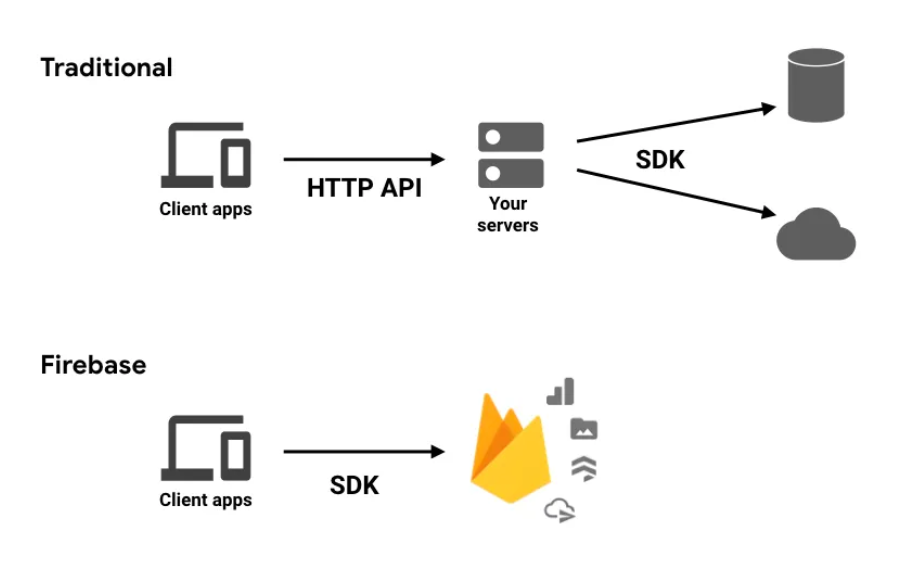 Traditional
Client apps
HTTP API
Your
servers
SDK
Firebase
Client apps
SDK